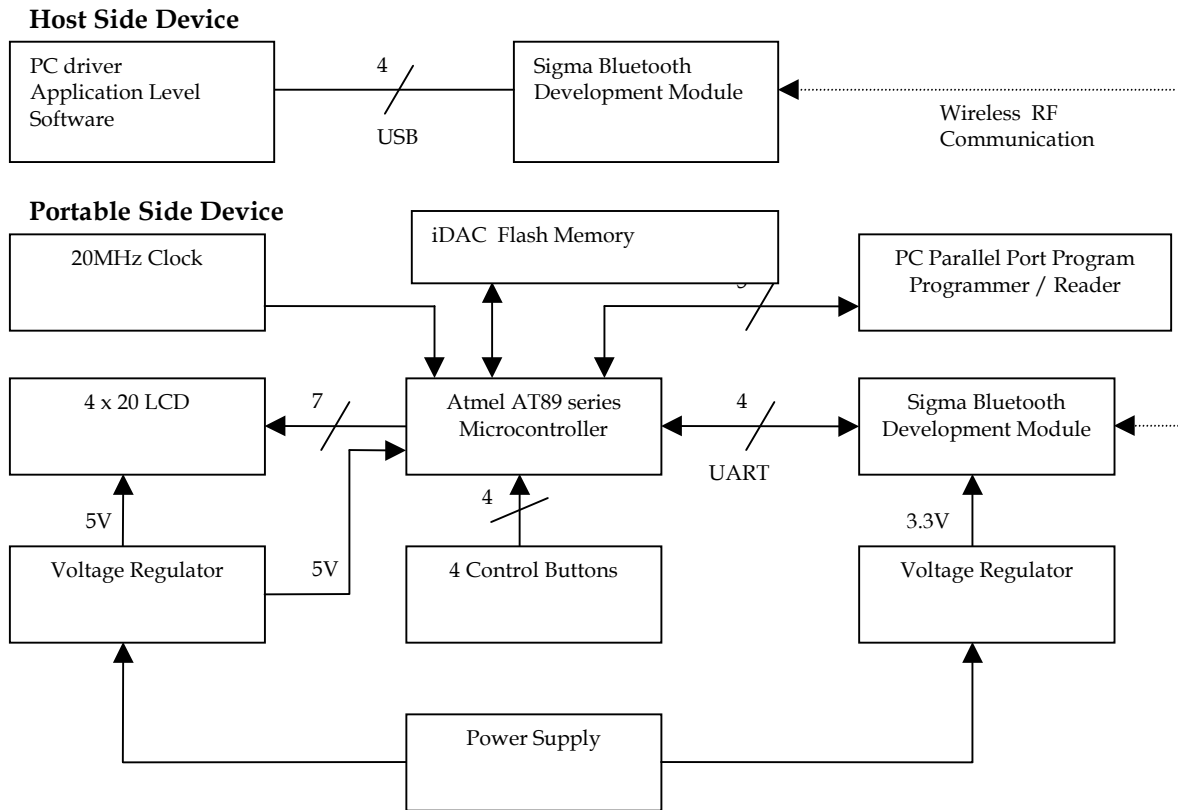 Host Side Device
PC driver
Application Level
Software
4
USB
Sigma Bluetooth
Development Module
Wireless RF
Communication
Portable Side Device
20MHz Clock
iDAC Flash Memory
PC Parallel Port Program
Programmer / Reader
4 x 20 LCD
7
Atmel AT89 series
Microcontroller
4
UART
Sigma Bluetooth
Development Module
5V
4
3.3V
Voltage Regulator
5V
4 Control Buttons
Voltage Regulator
Power Supply